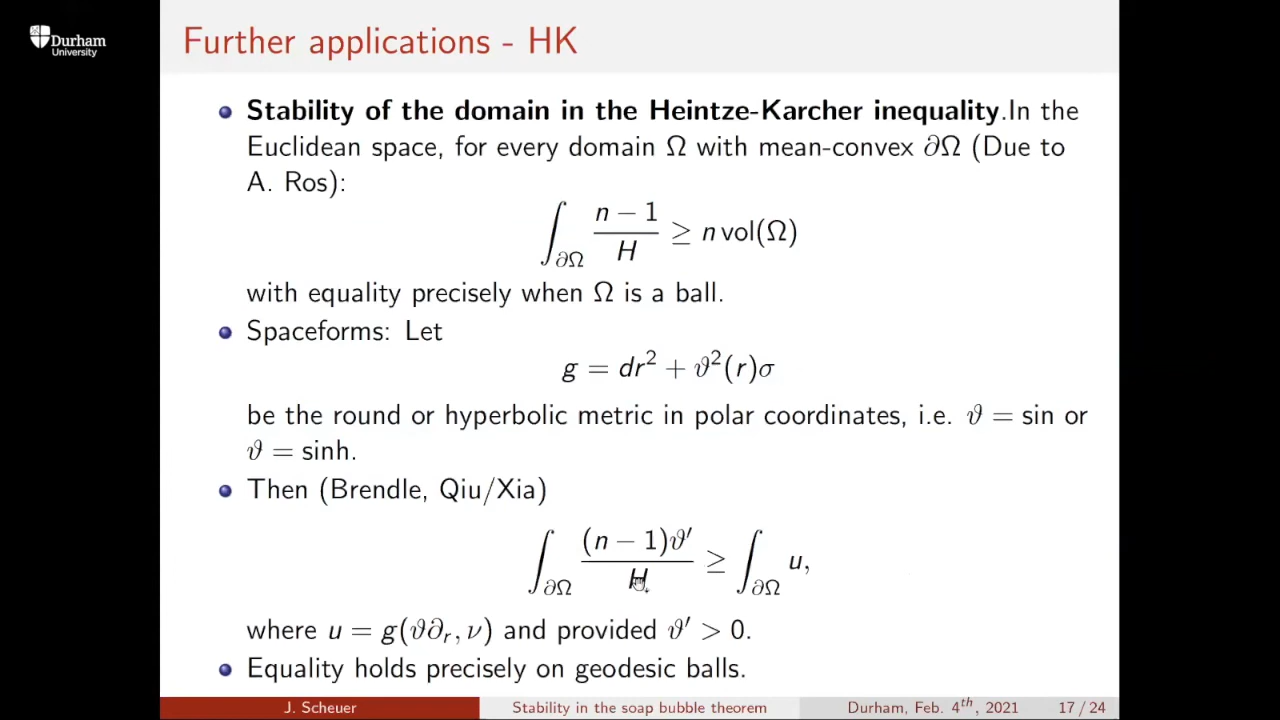 Durham
University
Further applications - HK
Stability of the domain in the Heintze-Karcher inequality.In the
Euclidean space, for every domain Ω with mean-convex ∂Ω (Due to
A. Ros):
∫_{∂Ω} (n − 1)/H ≥ n vol(Ω)
with equality precisely when Ω is a ball.
Spaceforms: Let
g = dr² + ϑ²(r)σ
be the round or hyperbolic metric in polar coordinates, i.e. ϑ = sin or
ϑ = sinh.
Then (Brendle, Qiu/Xia)
∫_{∂Ω} (n − 1)ϑ′/H ≥ ∫_{∂Ω} u,
where u = g(ϑ∂_r, ν) and provided ϑ′ > 0.
Equality holds precisely on geodesic balls.
J. Scheuer Stability in the soap bubble theorem Durham, Feb. 4^{th}, 2021 17 / 24